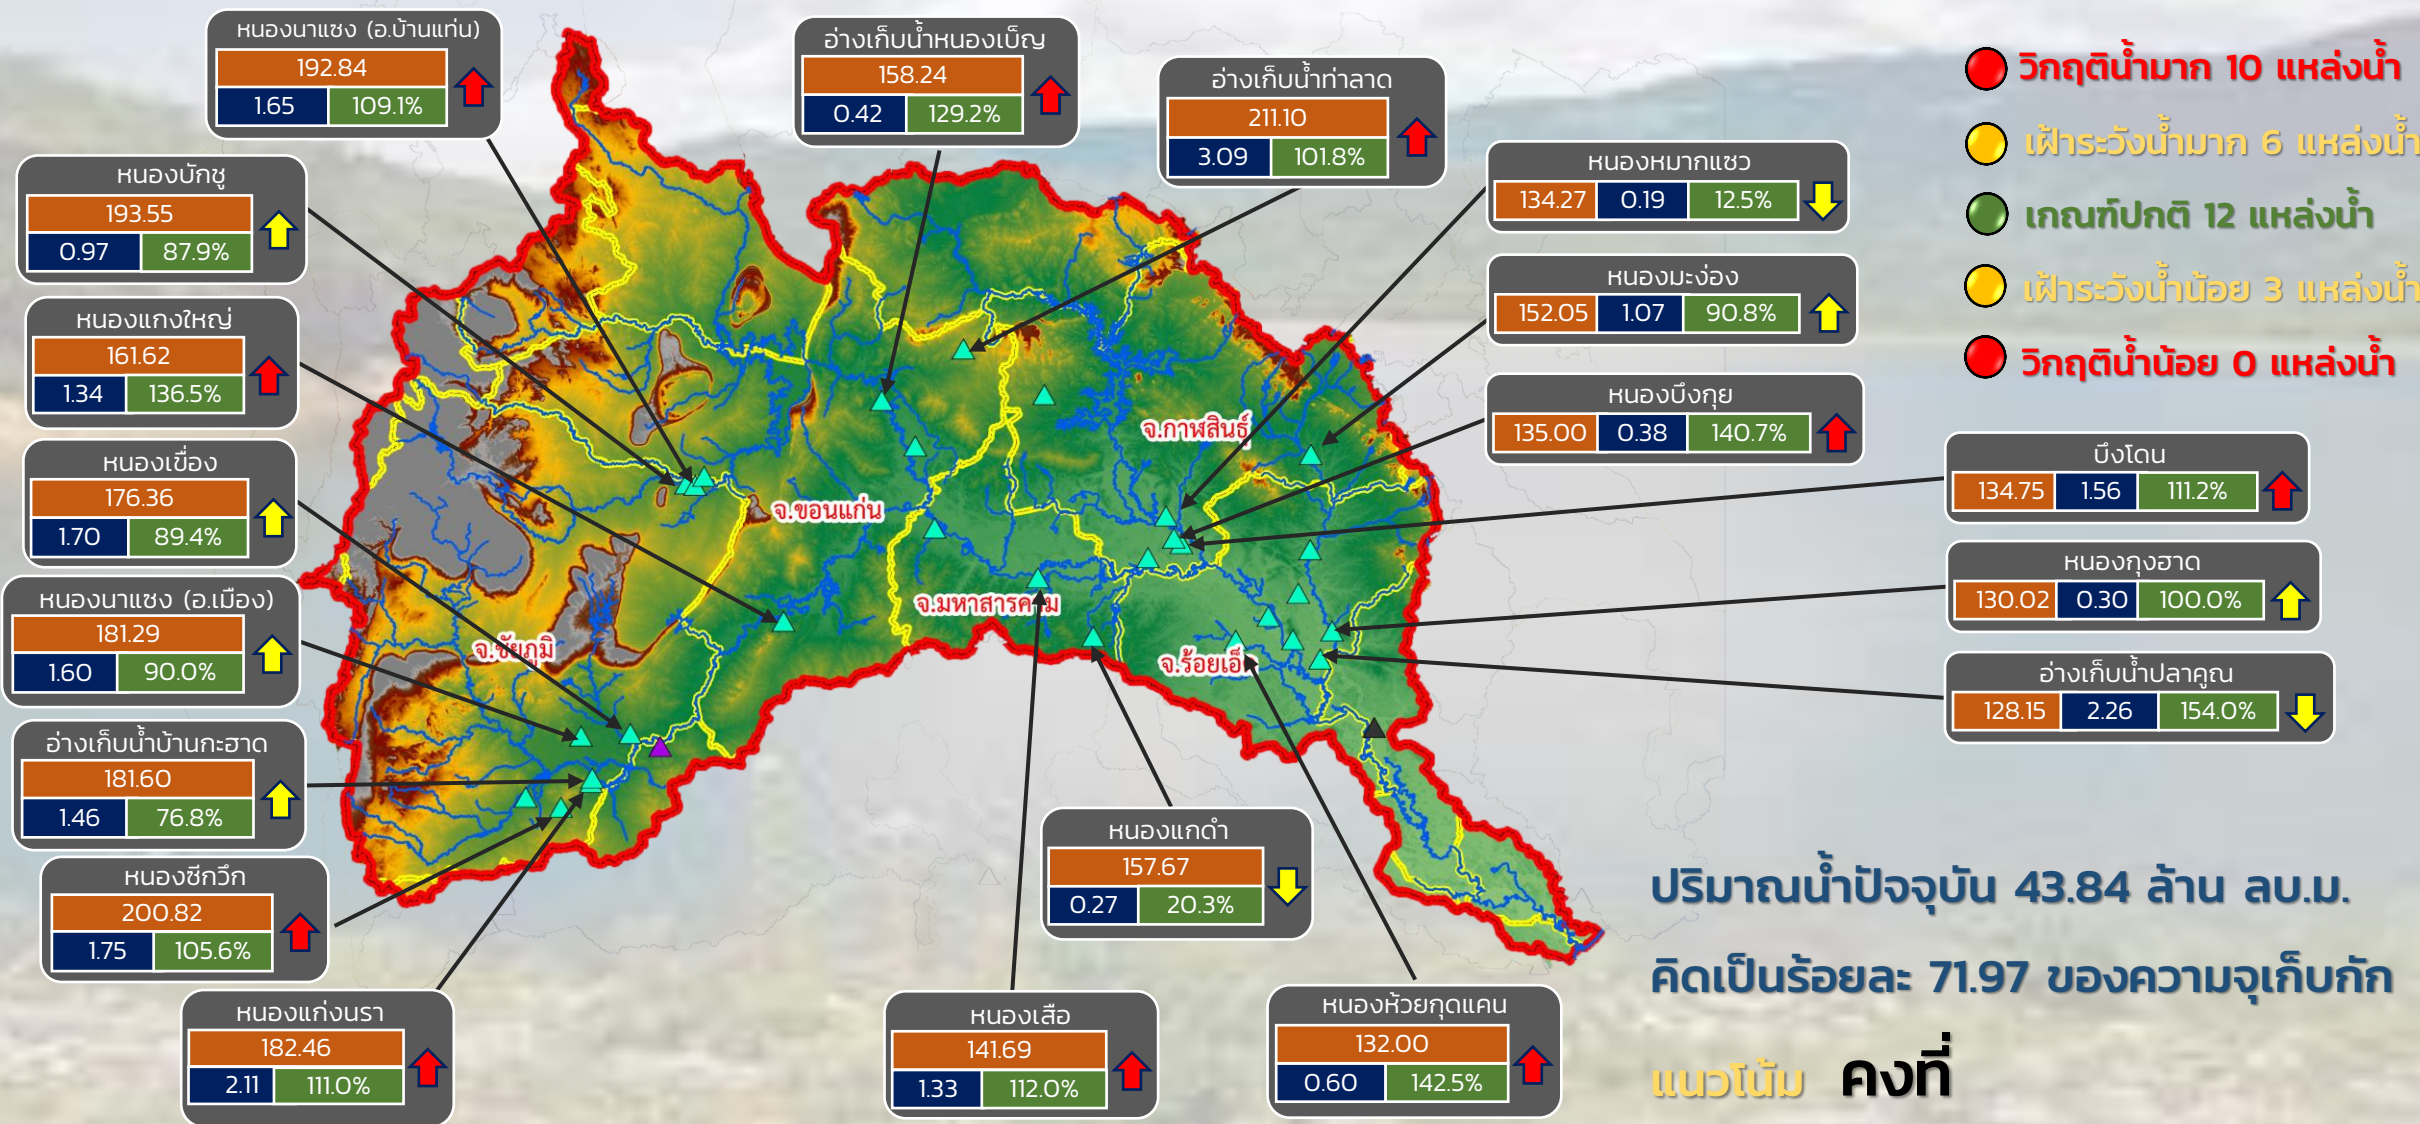 หนองนาแซง (อ.บ้านแท่น)
192.84
1.65 109.1%
อ่างเก็บน้ำหนองเบ็ญ
158.24
0.42 129.2%
อ่างเก็บน้ำท่าลาด
211.10
3.09 101.8%
หนองหมากแซว
134.27 0.19 12.5%
หนองมะง่อง
152.05 1.07 90.8%
หนองบึงกุย
135.00 0.38 140.7%
วิกฤติน้ำมาก 10 แหล่งน้ำ
เฝ้าระวังน้ำมาก 6 แหล่งน้ำ
เกณฑ์ปกติ 12 แหล่งน้ำ
เฝ้าระวังน้ำน้อย 3 แหล่งน้ำ
วิกฤติน้ำน้อย 0 แหล่งน้ำ
บึงโดน
134.75 1.56 111.2%
หนองกุงฮาด
130.02 0.30 100.0%
อ่างเก็บน้ำปลาคูณ
128.15 2.26 154.0%
หนองบักชู
193.55
0.97 87.9%
หนองแกงใหญ่
161.62
1.34 136.5%
หนองเขื่อง
176.36
1.70 89.4%
หนองนาแซง (อ.เมือง)
181.29
1.60 90.0%
อ่างเก็บน้ำบ้านกะฮาด
181.60
1.46 76.8%
หนองซีกวึก
200.82
1.75 105.6%
หนองแก่งนรา
182.46
2.11 111.0%
จ.กาฬสินธุ์
จ.ขอนแก่น
จ.มหาสารคาม
จ.ชัยภูมิ
จ.ร้อยเอ็ด
หนองแกดำ
157.67
0.27 20.3%
หนองเสือ
141.69
1.33 112.0%
หนองห้วยกุดแคน
132.00
0.60 142.5%
ปริมาณน้ำปัจจุบัน 43.84 ล้าน ลบ.ม.
คิดเป็นร้อยละ 71.97 ของความจุเก็บกัก
แนวโน้ม คงที่